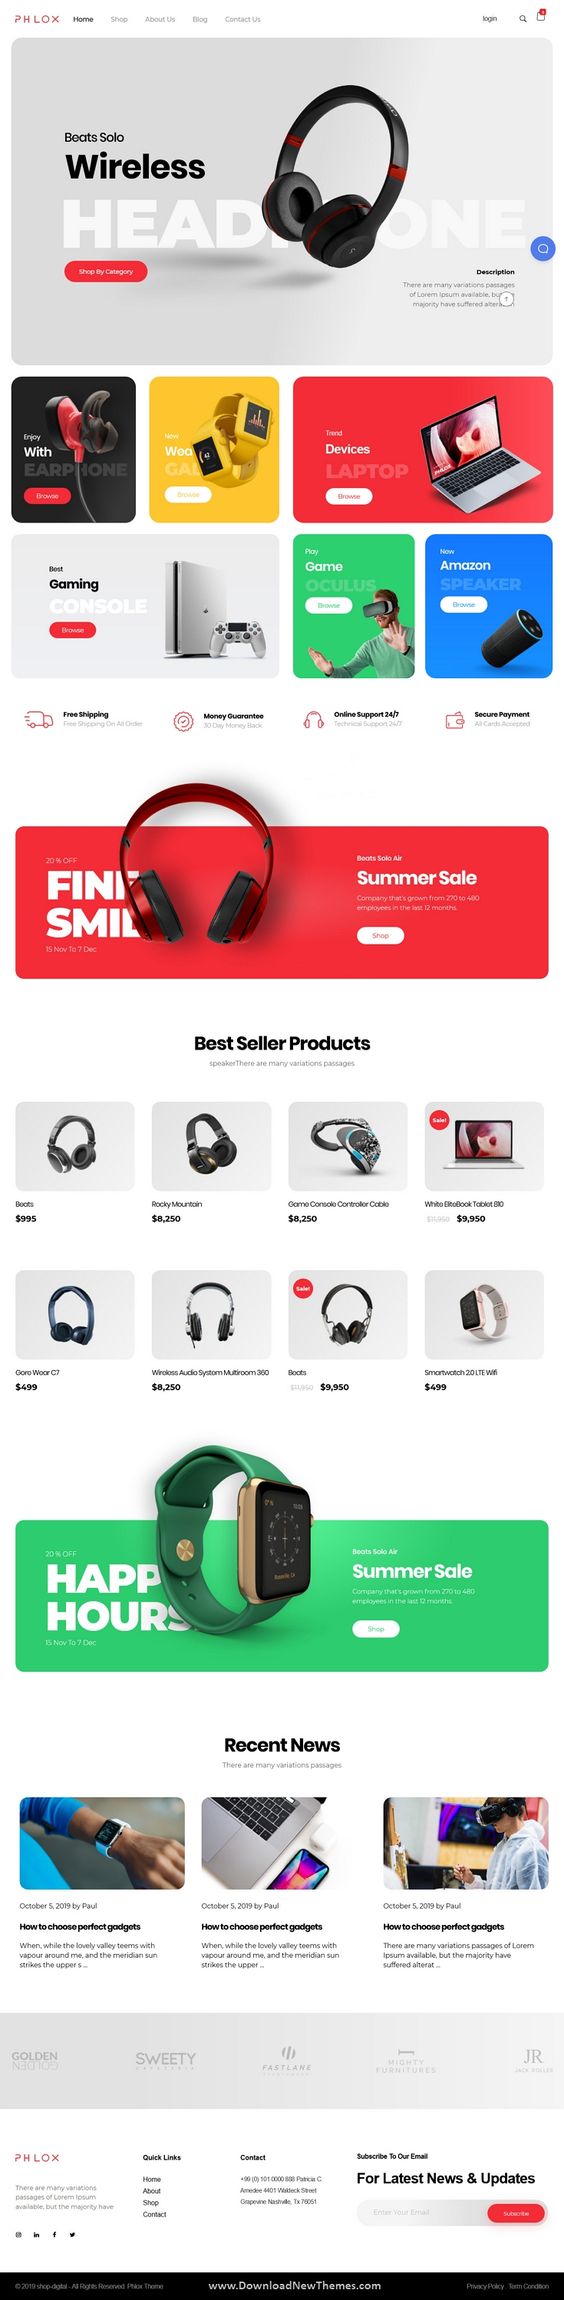 PHLOX Home Shop About Us Blog Contact Us login
Beats Solo
Wireless
Shop By Category
Description
There are many variations passages
of Lorem Ipsum available, but
majority have suffered
Enjoy
With
EARPHONE
Browse
New
Browse
Trend
Devices
LAPTOP
Browse
Best
Gaming
CONSOLE
Browse
Play
Game
OCULUS
Browse
New
Amazon
SPEAKER
Browse
Free Shipping
Free Shipping On All Order
Money Guarantee
30 Day Money Back
Online Support 24/7
Technical Support 24/7
Secure Payment
All Cards Accepted
20 % OFF
FIN
SMIL
15 Nov To 7 Dec
Beats Solo Air
Summer Sale
Company that's grown from 270 to 480
employees in the last 12 months.
Shop
Best Seller Products
speakerThere are many variations passages
Beats
$995
Rocky Mountain
$8,250
Game Console Controller Cable
$8,250
Sale!
White EliteBook Tablet 810
$11,950 $9,950
Gore Wear C7
$499
Wireless Audio System Multiroom 360
$8,250
Sale!
Beats
$11,950 $9,950
Smartwatch 2.0 LTE Wifi
$499
20 % OFF
HAPP
HOURS
15 Nov To 7 Dec
Beats Solo Air
Summer Sale
Company that's grown from 270 to 480
employees in the last 12 months.
Shop
Recent News
There are many variations passages
October 5, 2019 by Paul
How to choose perfect gadgets
When, while the lovely valley teems with
vapour around me, and the meridian sun
strikes the upper s ...
October 5, 2019 by Paul
How to choose perfect gadgets
When, while the lovely valley teems with
vapour around me, and the meridian sun
strikes the upper s ...
October 5, 2019 by Paul
How to choose perfect gadgets
There are many variations passages of Lorem
Ipsum available, but the majority have
suffered alterat ...
GOLDEN
SWEETY
FASTLANE
MIGHTY
FURNITURES
JR
JACK ROLLER
PHLOX
There are many variations
passages of Lorem Ipsum
available, but the majority have
Quick Links
Home
About
Shop
Contact
Contact
+99 (0) 101 0000 888 Patricia C.
Amedee 4401 Waldeck Street
Grapevine Nashville, Tx 76051
Subscribe To Our Email
For Latest News & Updates
Enter Your Email
Subscribe
© 2019 shop-digital - All Rights Reserved. Phlox Theme
www.DownloadNewThemes.com
Privacy Policy . Term Condition